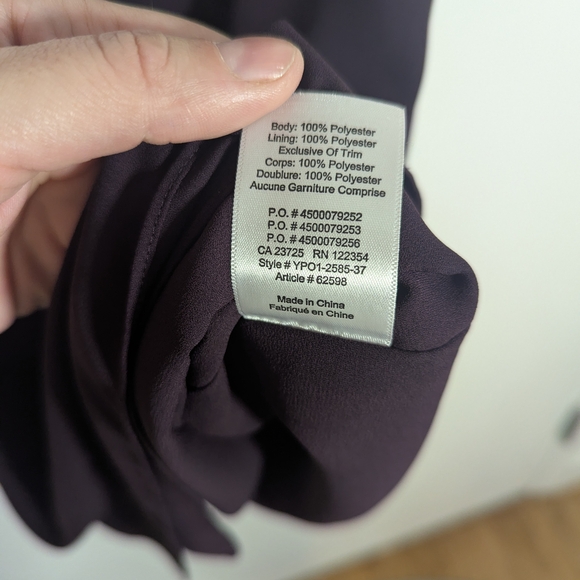 Body: 100% Polyester
Lining: 100% Polyester
Exclusive Of Trim
Corps: 100% Polyester
Doublure: 100% Polyester
Aucune Garniture Comprise
P.O. # 4500079252
P.O. # 4500079253
P.O. # 4500079256
CA 23725 RN 122354
Style # YPO1-2585-37
Article # 62598
Made in China
Fabriqué en Chine